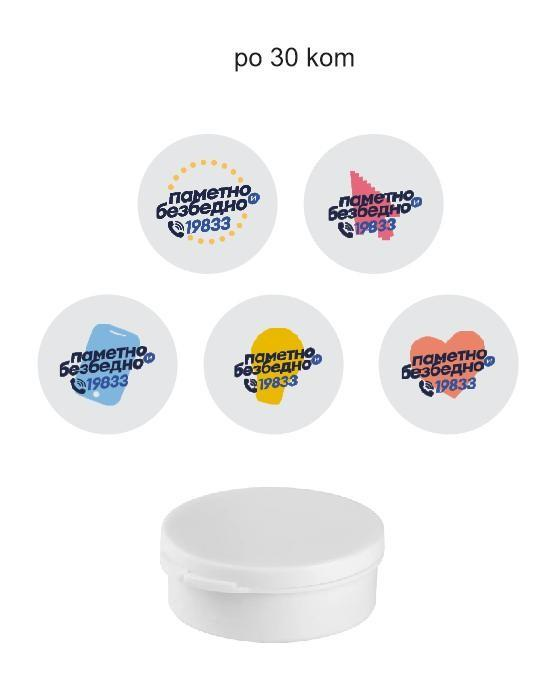 po 30 kom
паметно
и
безбедно
19833
паметно
и
безбедно
19833
паметно
и
безбедно
19833
паметно
и
безбедно
19833
паметно
и
безбедно
19833